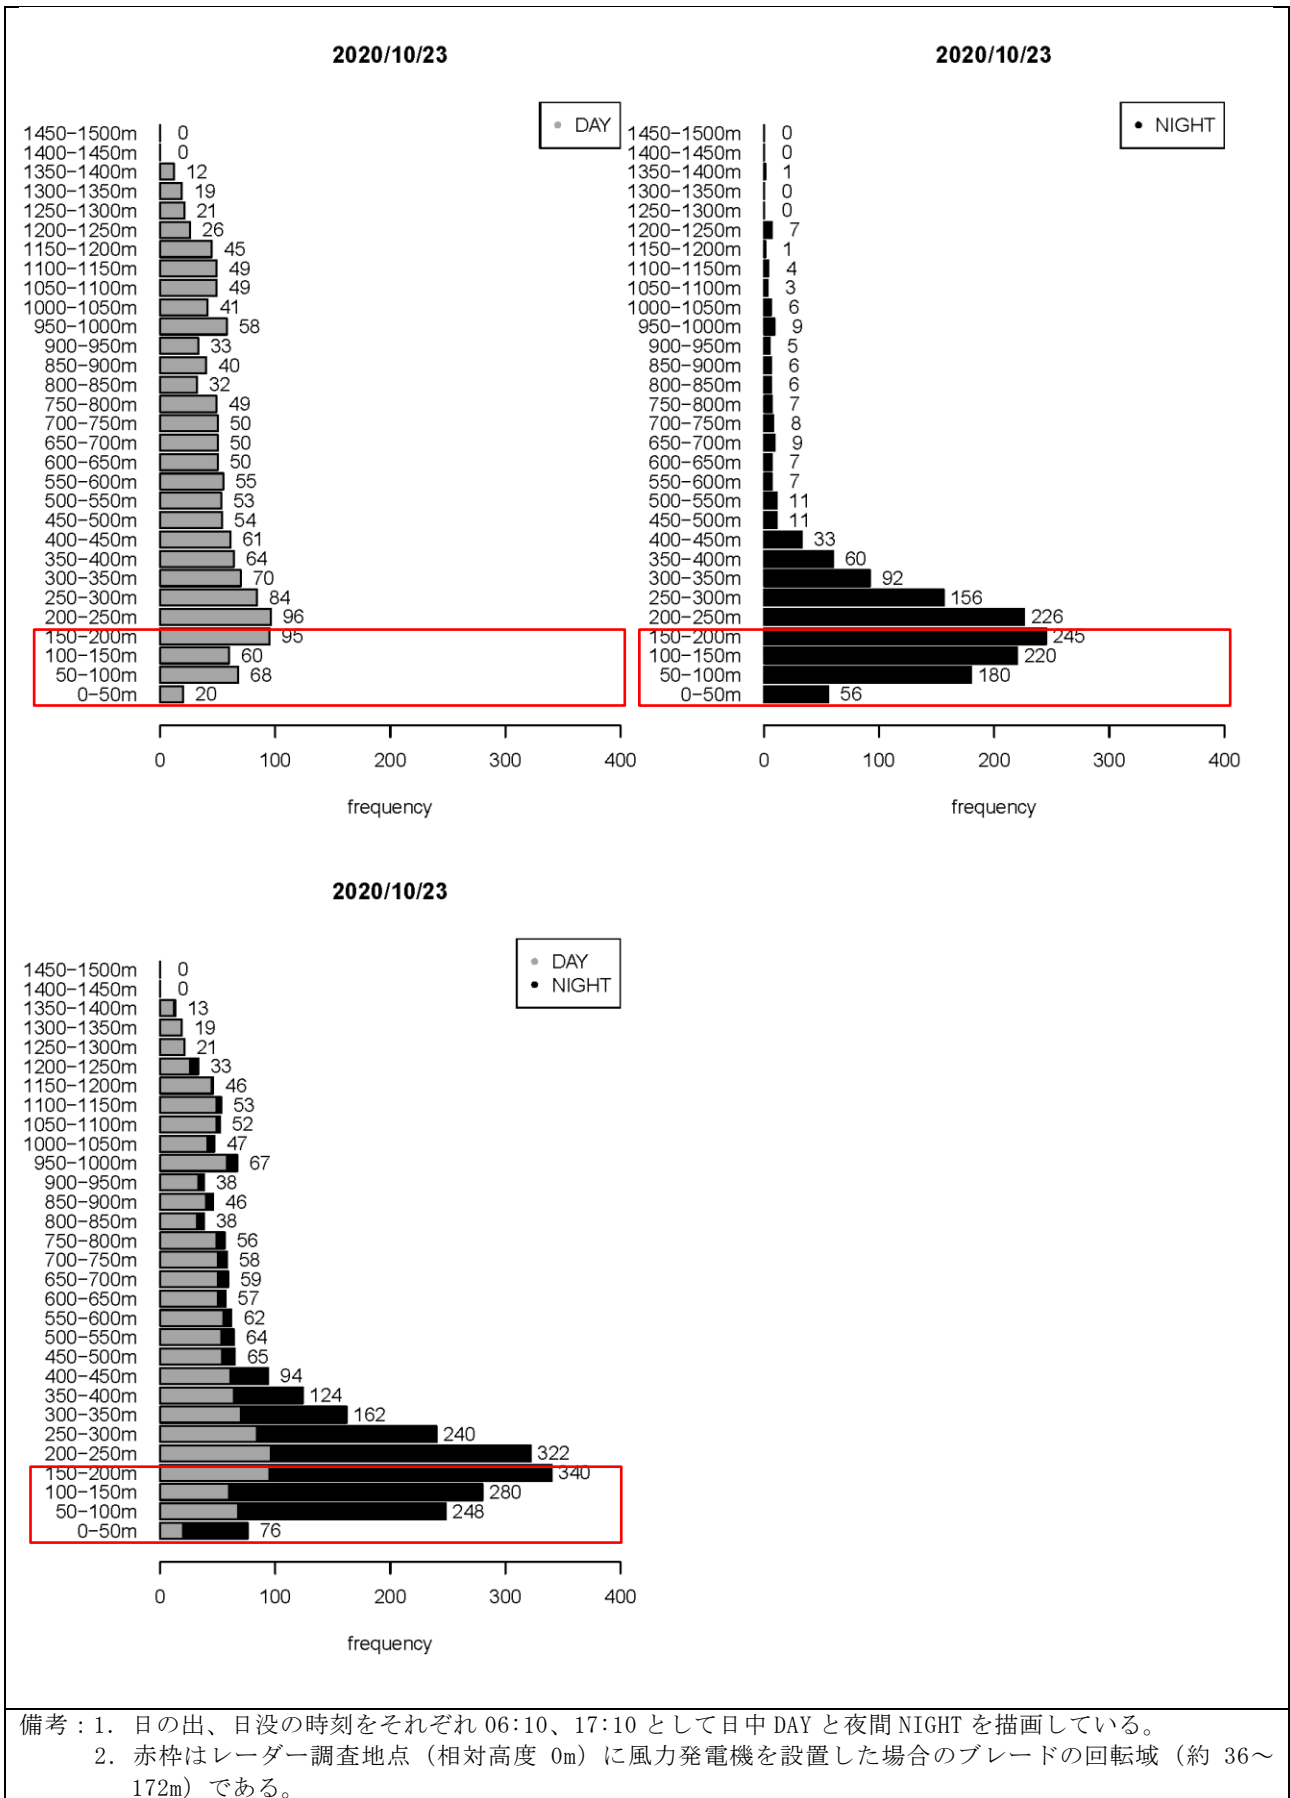 2020/10/23
DAY
1450-1500m 0
1400-1450m 0
1350-1400m 12
1300-1350m 19
1250-1300m 21
1200-1250m 26
1150-1200m 45
1100-1150m 49
1050-1100m 49
1000-1050m 41
950-1000m 58
900-950m 33
850-900m 40
800-850m 32
750-800m 49
700-750m 50
650-700m 50
600-650m 50
550-600m 55
500-550m 53
450-500m 54
400-450m 61
350-400m 64
300-350m 70
250-300m 84
200-250m 96
150-200m 95
100-150m 60
50-100m 68
0-50m 20
0 100 200 300 400
frequency
2020/10/23
NIGHT
1450-1500m 0
1400-1450m 0
1350-1400m 1
1300-1350m 0
1250-1300m 0
1200-1250m 7
1150-1200m 1
1100-1150m 4
1050-1100m 3
1000-1050m 6
950-1000m 9
900-950m 5
850-900m 6
800-850m 6
750-800m 7
700-750m 8
650-700m 9
600-650m 7
550-600m 7
500-550m 11
450-500m 11
400-450m 33
350-400m 60
300-350m 92
250-300m 156
200-250m 226
150-200m 245
100-150m 220
50-100m 180
0-50m 56
0 100 200 300 400
frequency
2020/10/23
DAY
NIGHT
1450-1500m 0
1400-1450m 0
1350-1400m 13
1300-1350m 19
1250-1300m 21
1200-1250m 33
1150-1200m 46
1100-1150m 53
1050-1100m 52
1000-1050m 47
950-1000m 67
900-950m 38
850-900m 46
800-850m 38
750-800m 56
700-750m 58
650-700m 59
600-650m 57
550-600m 62
500-550m 64
450-500m 65
400-450m 94
350-400m 124
300-350m 162
250-300m 240
200-250m 322
150-200m 340
100-150m 280
50-100m 248
0-50m 76
0 100 200 300 400
frequency
備考：1. 日の出、日没の時刻をそれぞれ 06:10、17:10 として日中 DAY と夜間 NIGHT を描画している。
2. 赤枠はレーダー調査地点（相対高度 0m）に風力発電機を設置した場合のブレードの回転域（約 36～
172m）である。